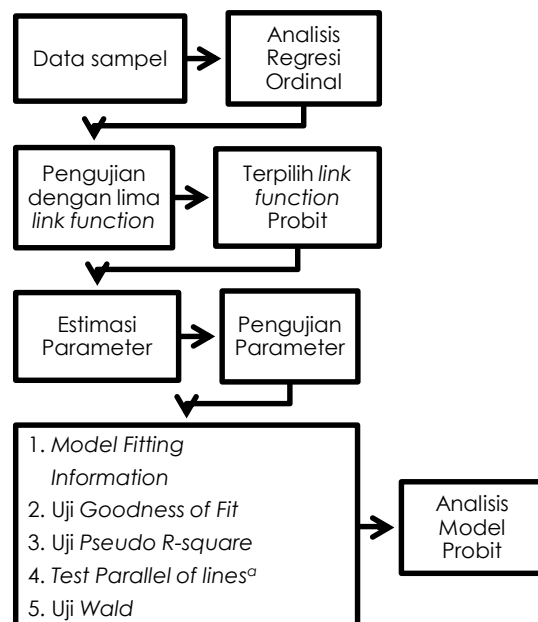 Data sampel
Analisis
Regresi
Ordinal
Pengujian
dengan lima
link function
Terpilih link
function
Probit
Estimasi
Parameter
Pengujian
Parameter
1. Model Fitting
Information
2. Uji Goodness of Fit
3. Uji Pseudo R-square
4. Test Parallel of linesᵃ
5. Uji Wald
Analisis
Model
Probit